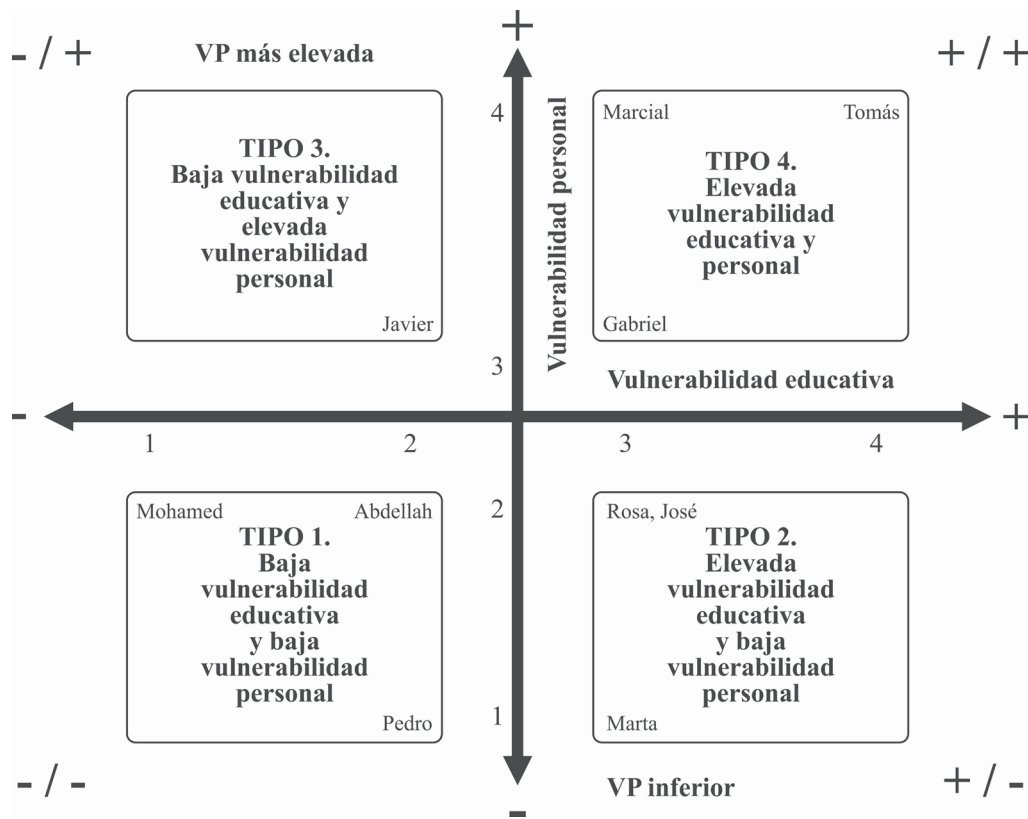 +
- / +
VP más elevada
+ / +
4
Vulnerabilidad personal
Marcial
Tomás
TIPO 3.
Baja vulnerabilidad
educativa y
elevada
vulnerabilidad
personal
Javier
TIPO 4.
Elevada
vulnerabilidad
educativa y
personal
Gabriel
3
Vulnerabilidad educativa
-
+
1
2
3
4
Mohamed
Abdellah
TIPO 1.
Baja
vulnerabilidad
educativa
y baja
vulnerabilidad
personal
Pedro
2
Rosa, José
TIPO 2.
Elevada
vulnerabilidad
educativa
y baja
vulnerabilidad
personal
Marta
1
- / -
VP inferior
+ / -
-